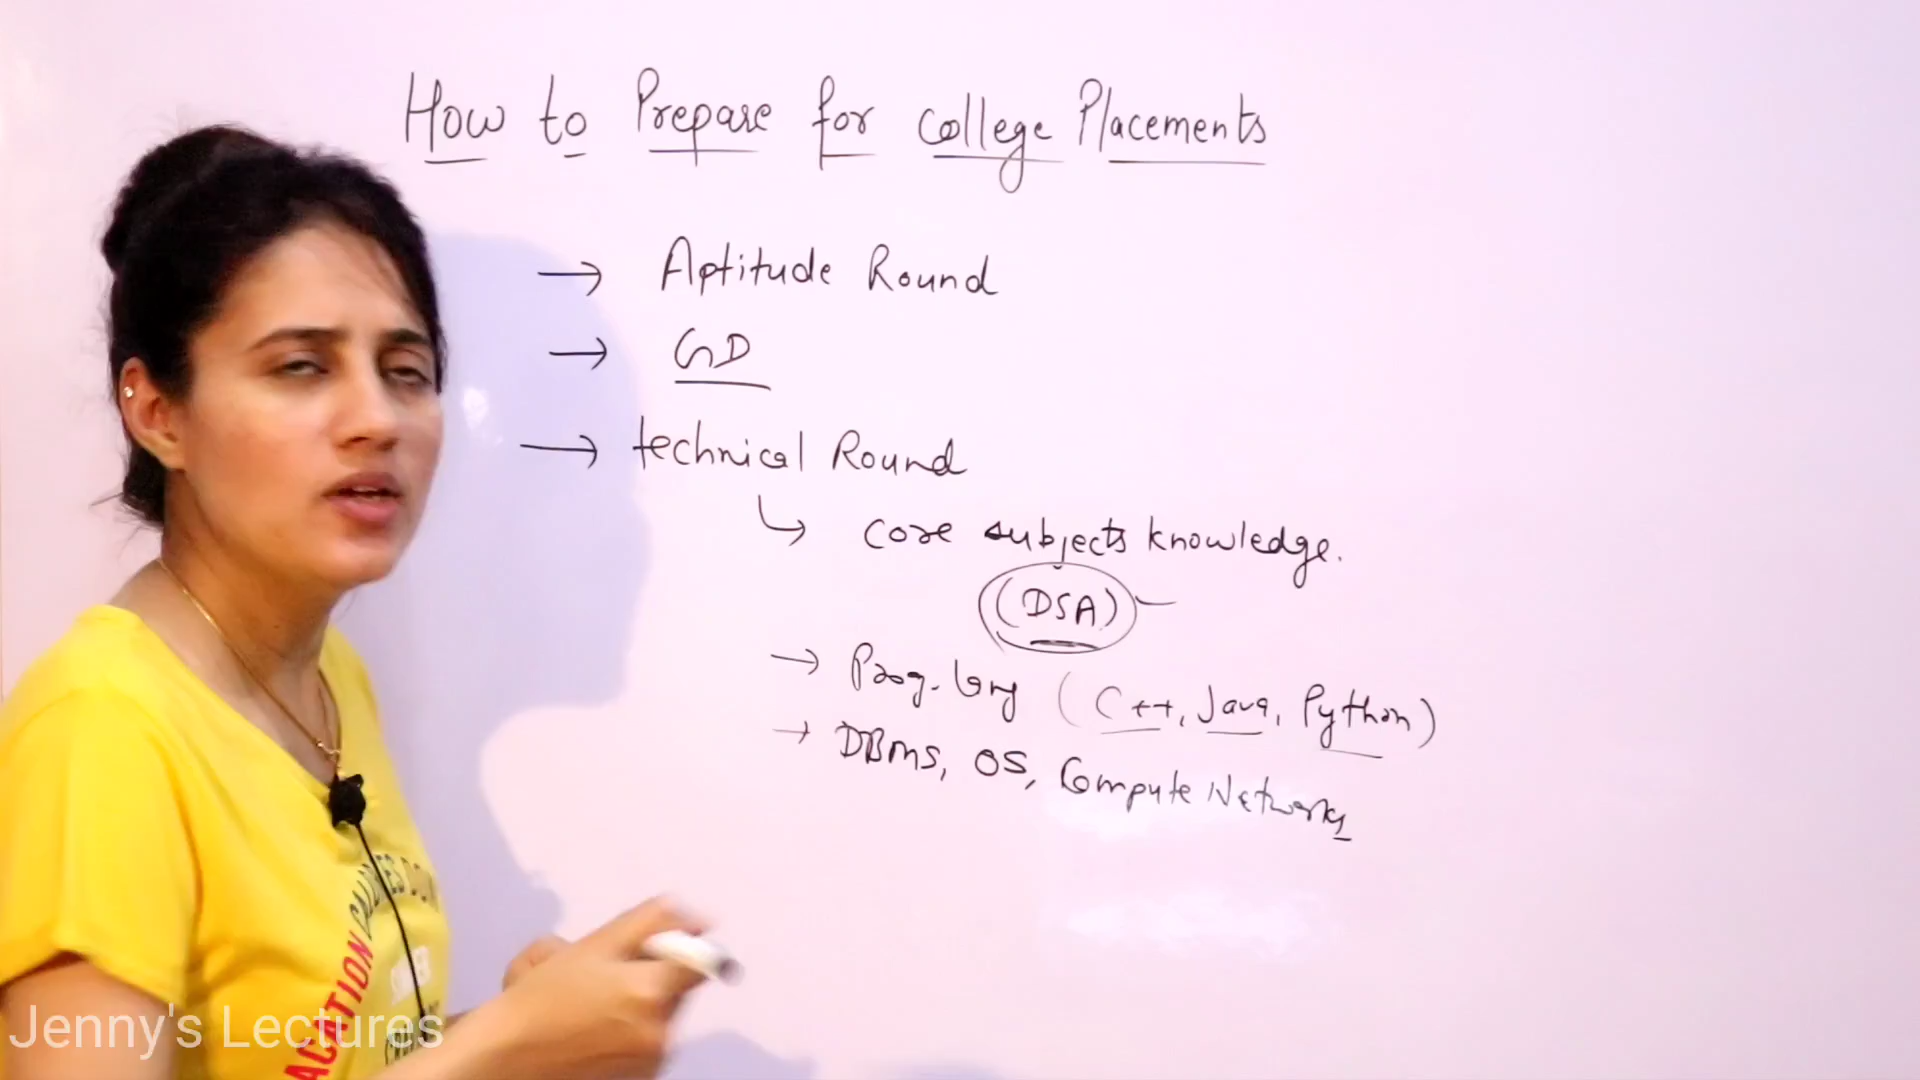 How to Prepare for College Placements
→ Aptitude Round
→ GD
→ technical Round
↳ core subjects knowledge.
(DSA)
→ Prog. lang (C++, Java, Python)
→ DBMS, OS, Compute Networks
ACATION
Jenny's Lectures